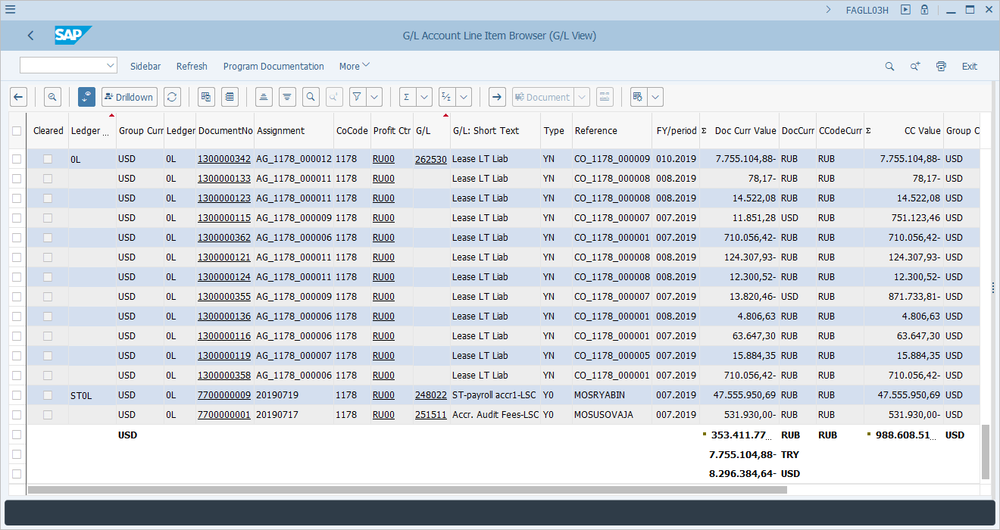 FAGLL03H
SAP G/L Account Line Item Browser (G/L View)
Sidebar Refresh Program Documentation More Exit
Drilldown Σ Document
Cleared Ledger ... Group Curr Ledger DocumentNo Assignment CoCode Profit Ctr G/L G/L: Short Text Type Reference FY/period Σ Doc Curr Value DocCurr CCodeCurr Σ CC Value Group C
0L USD 0L 1300000342 AG_1178_000012 1178 RU00 262530 Lease LT Liab YN CO_1178_000009 010.2019 7.755.104,88- RUB RUB 7.755.104,88- USD
USD 0L 1300000133 AG_1178_000011 1178 RU00 Lease LT Liab YN CO_1178_000008 008.2019 78,17- RUB RUB 78,17- USD
USD 0L 1300000123 AG_1178_000011 1178 RU00 Lease LT Liab YN CO_1178_000008 008.2019 14.522,08 RUB RUB 14.522,08 USD
USD 0L 1300000115 AG_1178_000009 1178 RU00 Lease LT Liab YN CO_1178_000007 007.2019 11.851,28 USD RUB 751.123,46 USD
USD 0L 1300000362 AG_1178_000006 1178 RU00 Lease LT Liab YN CO_1178_000001 007.2019 710.056,42- RUB RUB 710.056,42- USD
USD 0L 1300000121 AG_1178_000011 1178 RU00 Lease LT Liab YN CO_1178_000008 007.2019 124.307,93- RUB RUB 124.307,93- USD
USD 0L 1300000124 AG_1178_000011 1178 RU00 Lease LT Liab YN CO_1178_000008 007.2019 12.300,52- RUB RUB 12.300,52- USD
USD 0L 1300000355 AG_1178_000009 1178 RU00 Lease LT Liab YN CO_1178_000007 007.2019 13.820,46- USD RUB 871.733,81- USD
USD 0L 1300000136 AG_1178_000006 1178 RU00 Lease LT Liab YN CO_1178_000001 008.2019 4.806,63 RUB RUB 4.806,63 USD
USD 0L 1300000116 AG_1178_000006 1178 RU00 Lease LT Liab YN CO_1178_000001 007.2019 63.647,30 RUB RUB 63.647,30 USD
USD 0L 1300000119 AG_1178_000007 1178 RU00 Lease LT Liab YN CO_1178_000005 007.2019 15.884,35 RUB RUB 15.884,35 USD
USD 0L 1300000358 AG_1178_000006 1178 RU00 Lease LT Liab YN CO_1178_000001 007.2019 710.056,42- RUB RUB 710.056,42- USD
ST0L USD 0L 7700000009 20190719 1178 RU00 248022 ST-payroll accr1-LSC Y0 MOSRYABIN 007.2019 47.555.950,69 RUB RUB 47.555.950,69 USD
USD 0L 7700000001 20190717 1178 RU00 251511 Accr. Audit Fees-LSC Y0 MOSUSOVAJA 007.2019 531.930,00- RUB RUB 531.930,00- USD
USD 353.411.77... RUB RUB 988.608.51... USD
7.755.104,88- TRY
8.296.384,64- USD